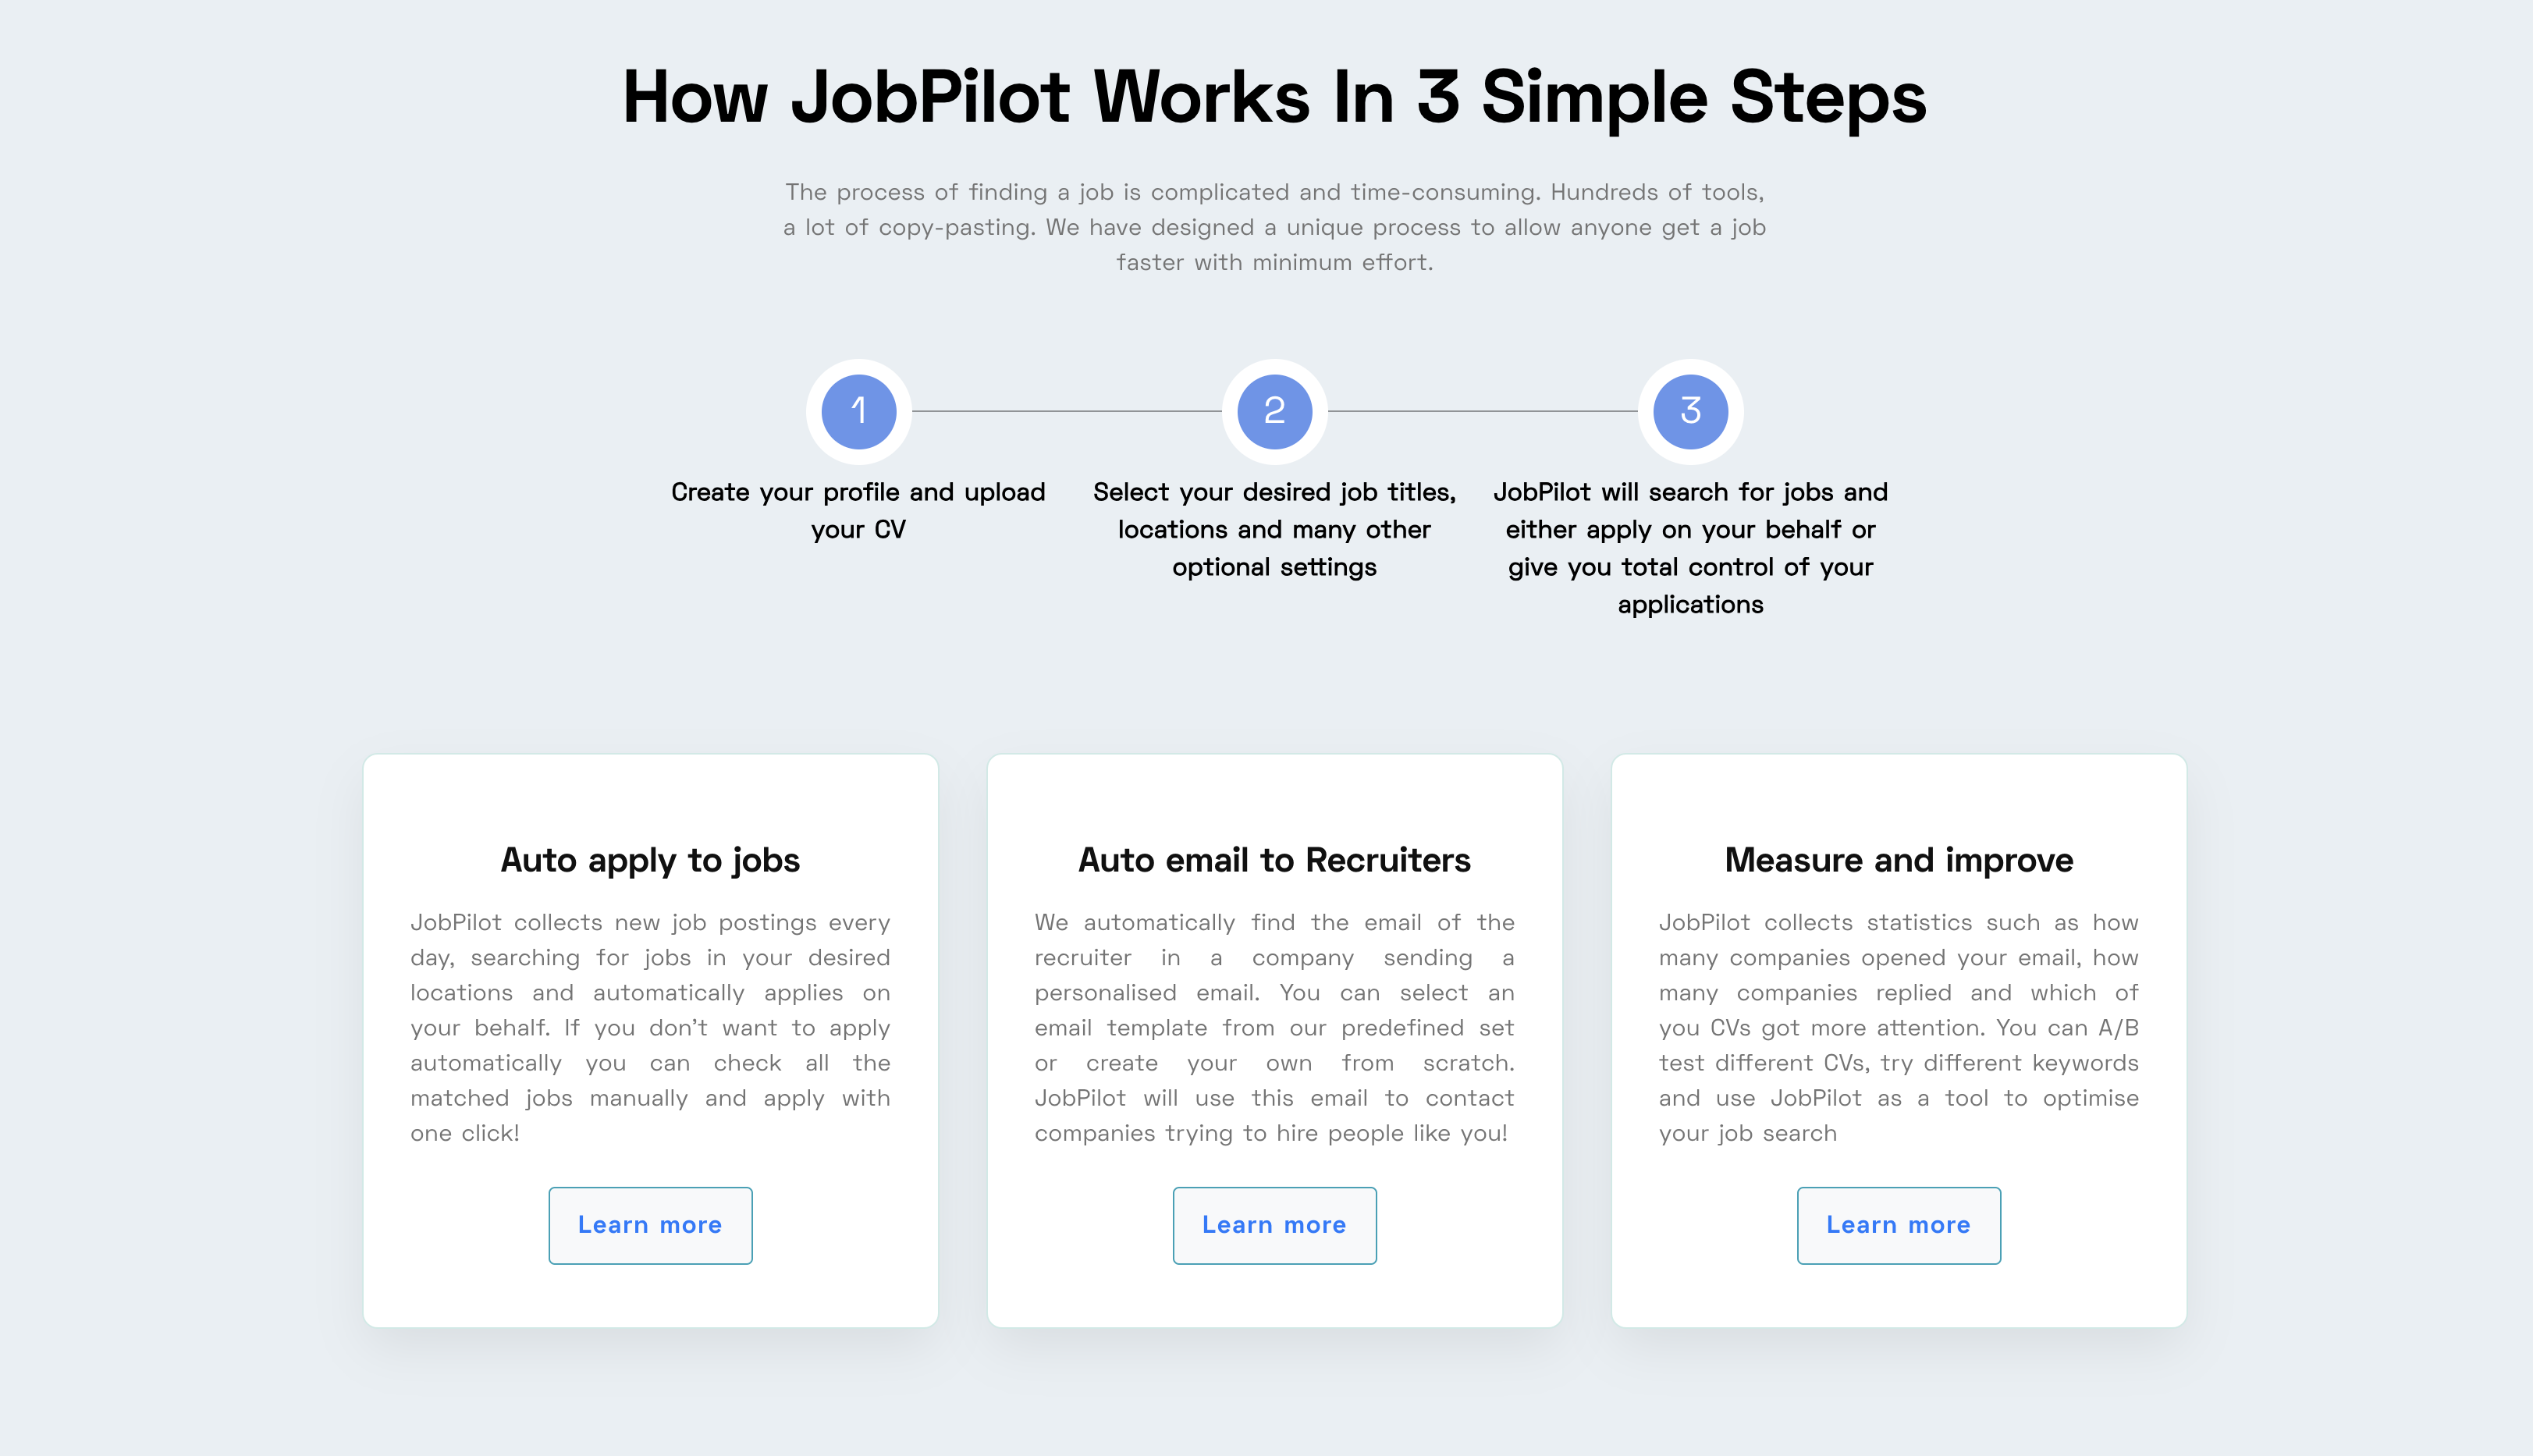 How JobPilot Works In 3 Simple Steps
The process of finding a job is complicated and time-consuming. Hundreds of tools,
a lot of copy-pasting. We have designed a unique process to allow anyone get a job
faster with minimum effort.
1
Create your profile and upload
your CV
2
Select your desired job titles,
locations and many other
optional settings
3
JobPilot will search for jobs and
either apply on your behalf or
give you total control of your
applications
Auto apply to jobs
JobPilot collects new job postings every
day, searching for jobs in your desired
locations and automatically applies on
your behalf. If you don't want to apply
automatically you can check all the
matched jobs manually and apply with
one click!
Learn more
Auto email to Recruiters
We automatically find the email of the
recruiter in a company sending a
personalised email. You can select an
email template from our predefined set
or create your own from scratch.
JobPilot will use this email to contact
companies trying to hire people like you!
Learn more
Measure and improve
JobPilot collects statistics such as how
many companies opened your email, how
many companies replied and which of
you CVs got more attention. You can A/B
test different CVs, try different keywords
and use JobPilot as a tool to optimise
your job search
Learn more